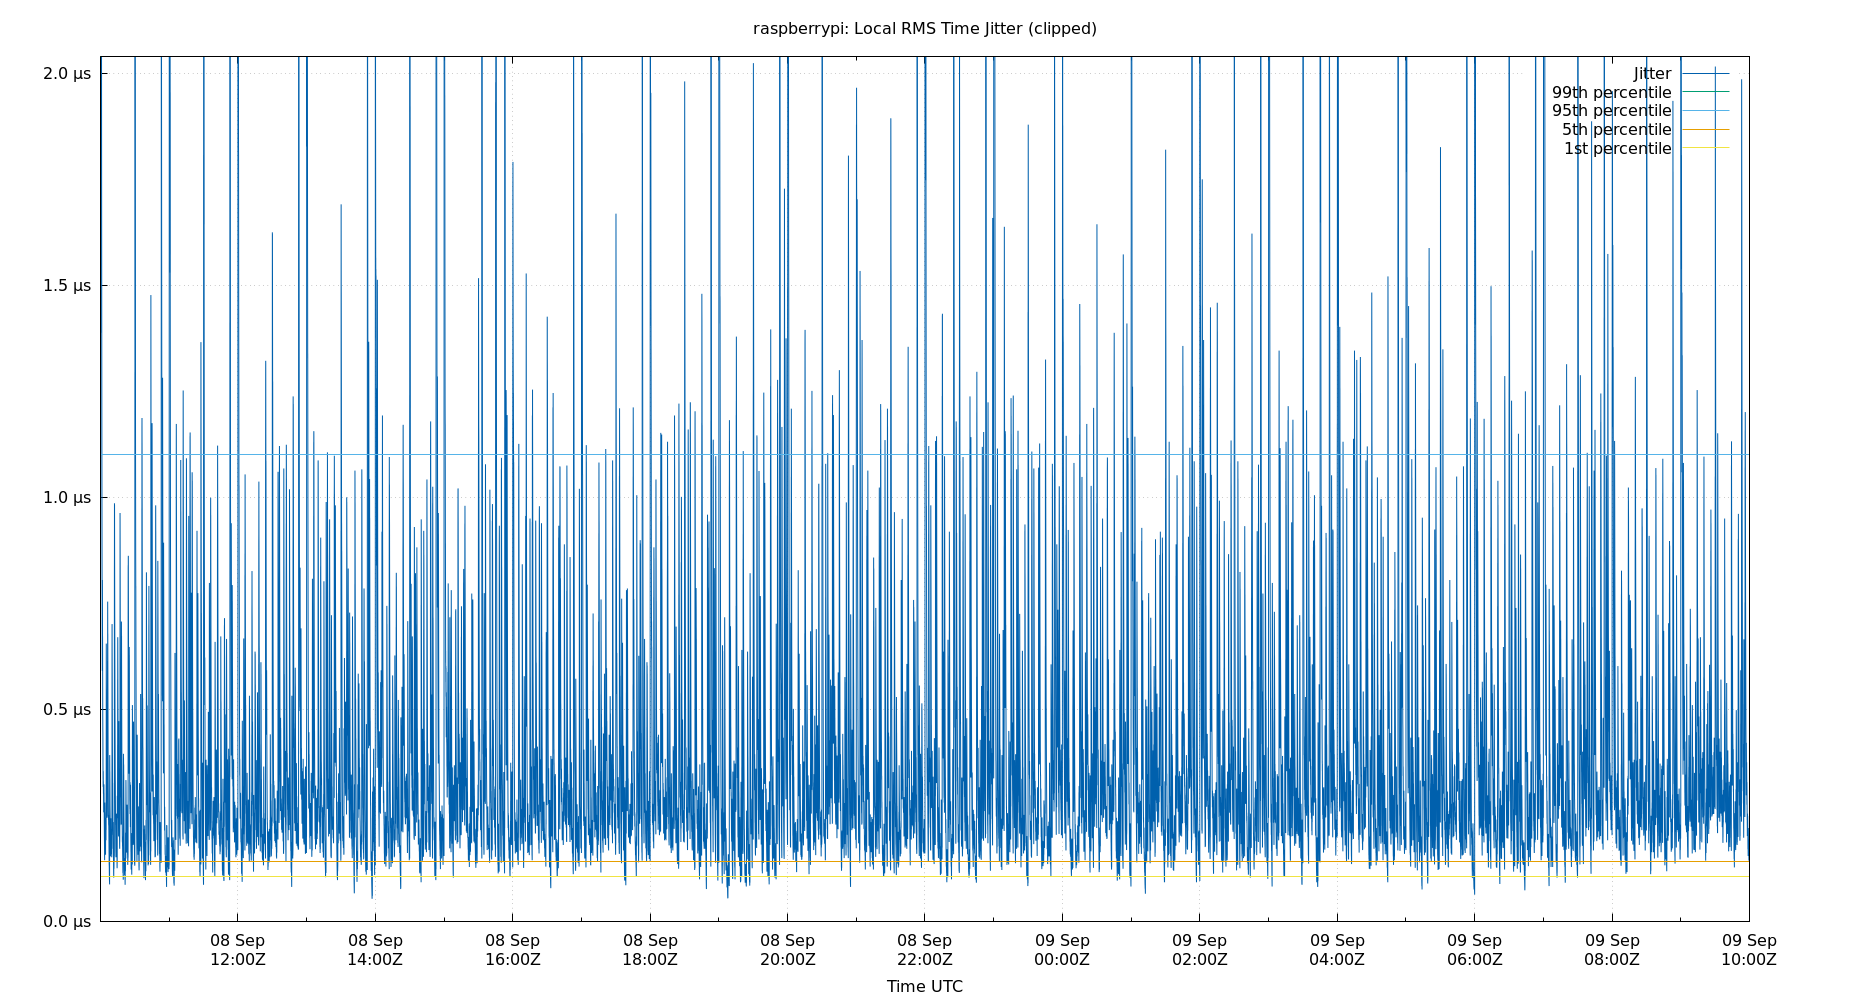 raspberrypi: Local RMS Time Jitter (clipped)
2.0 µs
1.5 µs
1.0 µs
0.5 µs
0.0 µs
Jitter
99th percentile
95th percentile
5th percentile
1st percentile
08 Sep 12:00Z
08 Sep 14:00Z
08 Sep 16:00Z
08 Sep 18:00Z
08 Sep 20:00Z
08 Sep 22:00Z
09 Sep 00:00Z
09 Sep 02:00Z
09 Sep 04:00Z
09 Sep 06:00Z
09 Sep 08:00Z
09 Sep 10:00Z
Time UTC